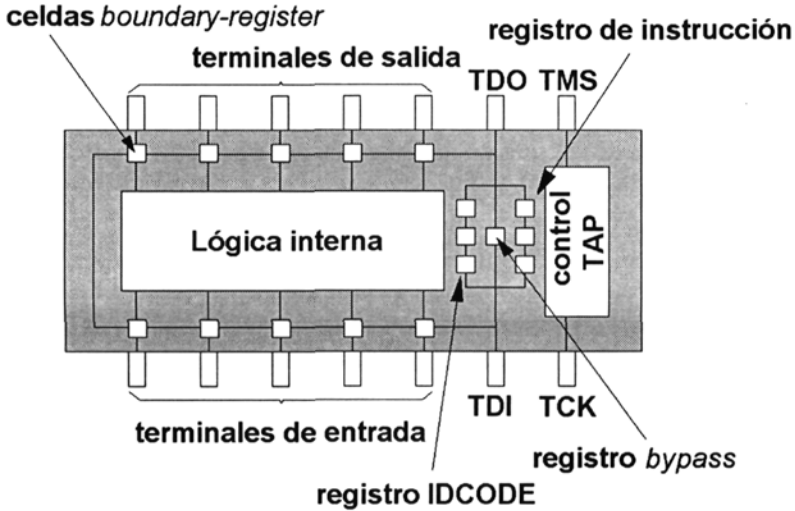 celdas boundary-register
terminales de salida
registro de instrucción
TDO TMS
Lógica interna
control
TAP
TDI TCK
terminales de entrada
registro bypass
registro IDCODE